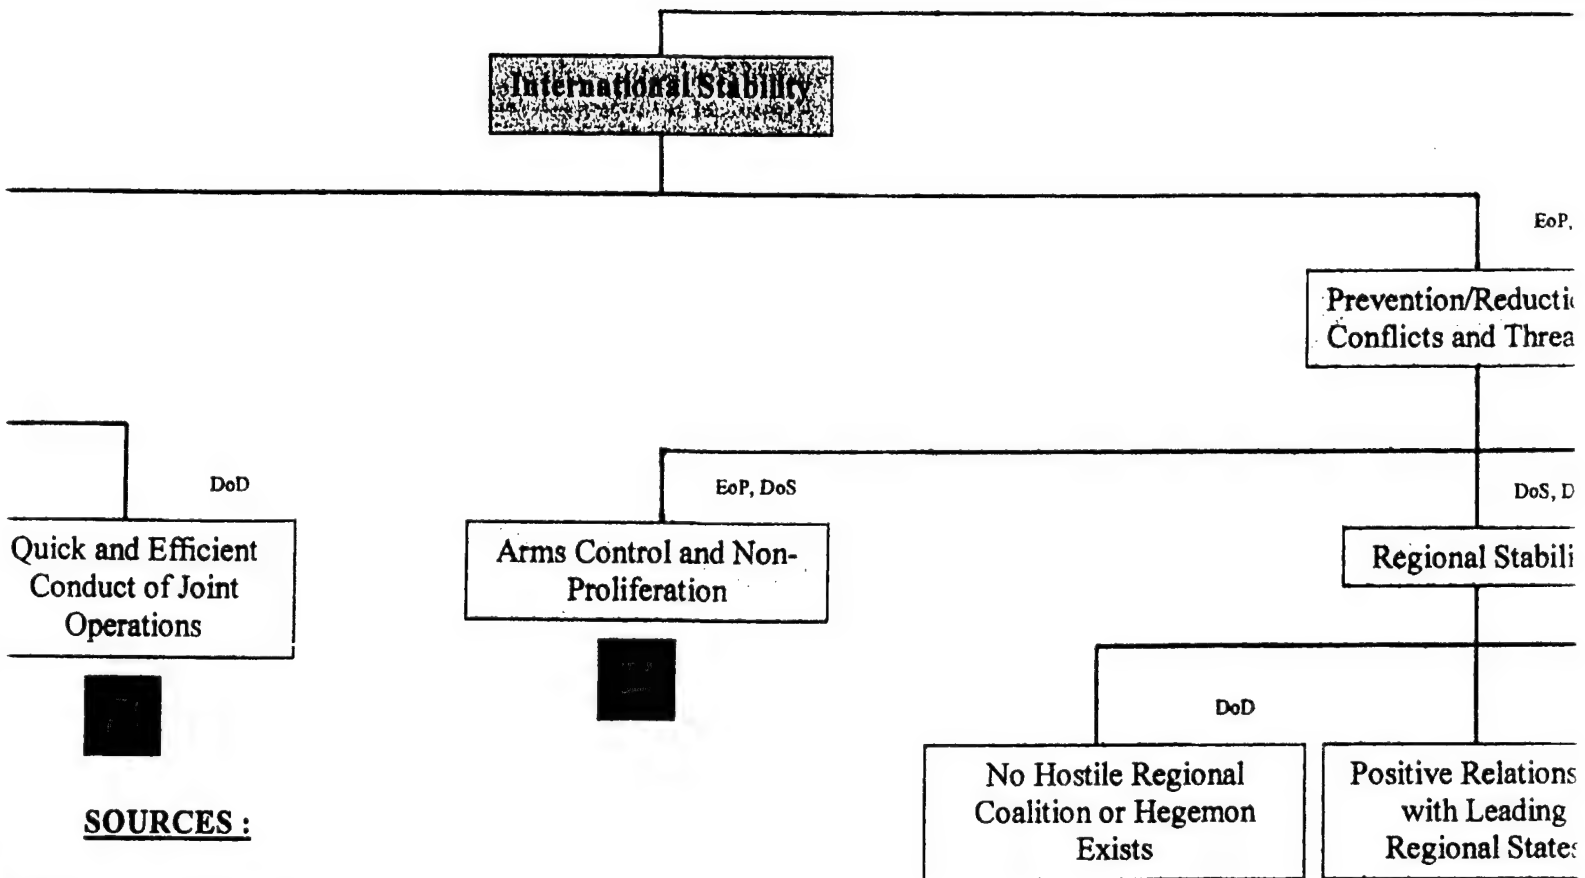 International Stability
EoP,
Prevention/Reducti
Conflicts and Threa
DoD
EoP, DoS
DoS, D
Quick and Efficient
Conduct of Joint
Operations
Arms Control and Non-
Proliferation
Regional Stabili
DoD
No Hostile Regional
Coalition or Hegemon
Exists
Positive Relations
with Leading
Regional States
SOURCES :